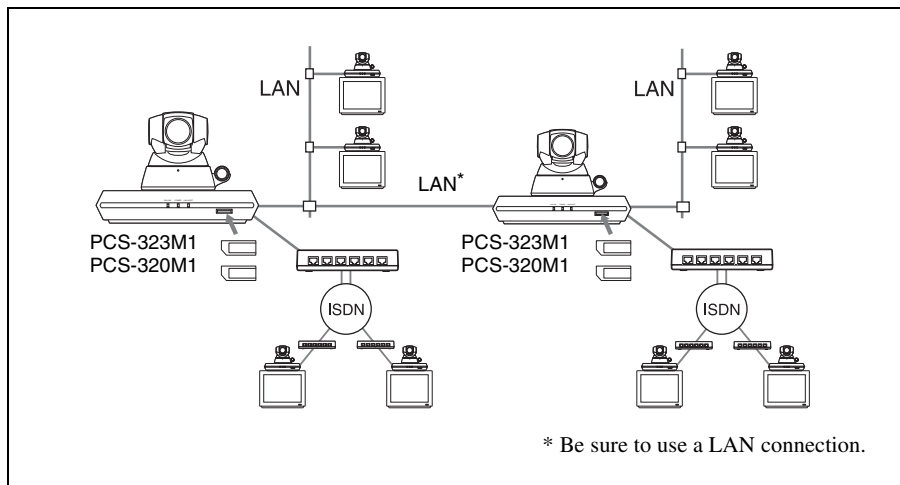 LAN
LAN
LAN*
PCS-323M1
PCS-320M1
PCS-323M1
PCS-320M1
ISDN
ISDN
* Be sure to use a LAN connection.